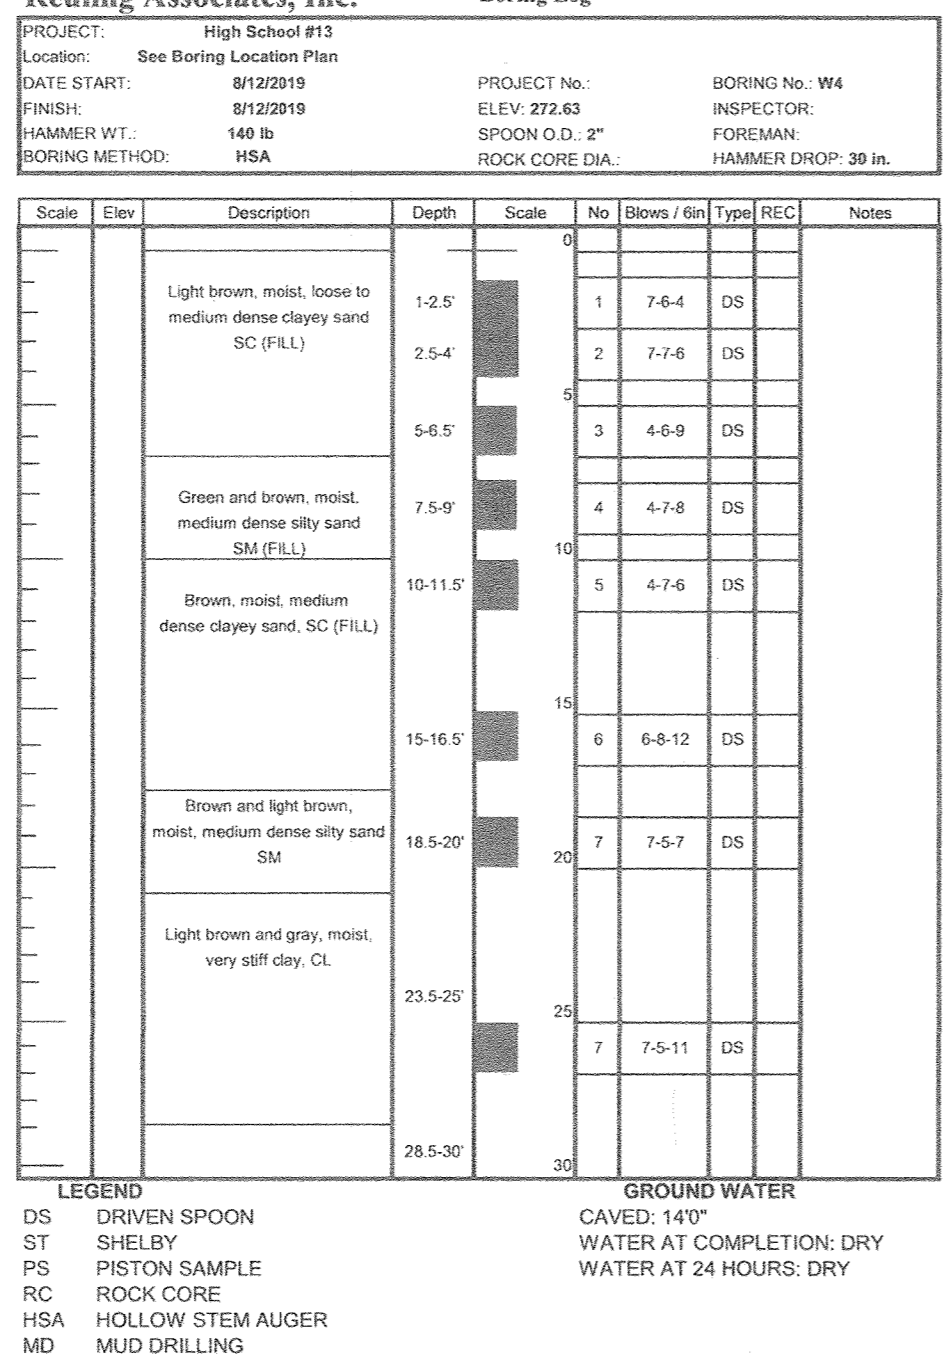 Associates, Inc.
Boring Log
PROJECT: High School #13
Location: See Boring Location Plan
DATE START: 8/12/2019 PROJECT No.: BORING No.: W4
FINISH: 8/12/2019 ELEV: 272.63 INSPECTOR:
HAMMER WT.: 140 lb SPOON O.D.: 2" FOREMAN:
BORING METHOD: HSA ROCK CORE DIA.: HAMMER DROP: 30 in.
Scale Elev Description Depth Scale No Blows / 6in Type REC Notes
0
Light brown, moist, loose to
medium dense clayey sand
SC (FILL)
1-2.5' 1 7-6-4 DS
2.5-4' 2 7-7-6 DS
5
5-6.5' 3 4-6-9 DS
Green and brown, moist.
medium dense silty sand
SM (FILL)
7.5-9' 4 4-7-8 DS
10
10-11.5' 5 4-7-6 DS
Brown, moist, medium
dense clayey sand, SC (FILL)
15
15-16.5' 6 6-8-12 DS
Brown and light brown,
moist, medium dense silty sand
SM
18.5-20' 7 7-5-7 DS
20
Light brown and gray, moist,
very stiff clay, CL
23.5-25'
25
7 7-5-11 DS
28.5-30'
30
LEGEND
DS DRIVEN SPOON
ST SHELBY
PS PISTON SAMPLE
RC ROCK CORE
HSA HOLLOW STEM AUGER
MD MUD DRILLING
GROUND WATER
CAVED: 14'0"
WATER AT COMPLETION: DRY
WATER AT 24 HOURS: DRY